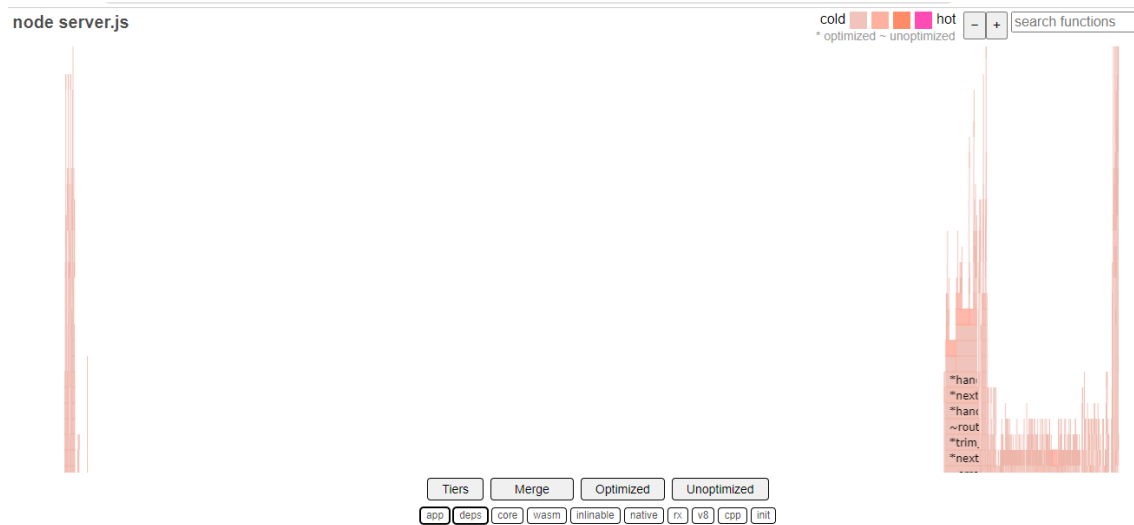 node server.js
cold hot - + search functions
* optimized ~ unoptimized
*hand
*next
*hand
~rout
*trim_
*next
Tiers Merge Optimized Unoptimized
app deps core wasm inlinable native rx v8 cpp init